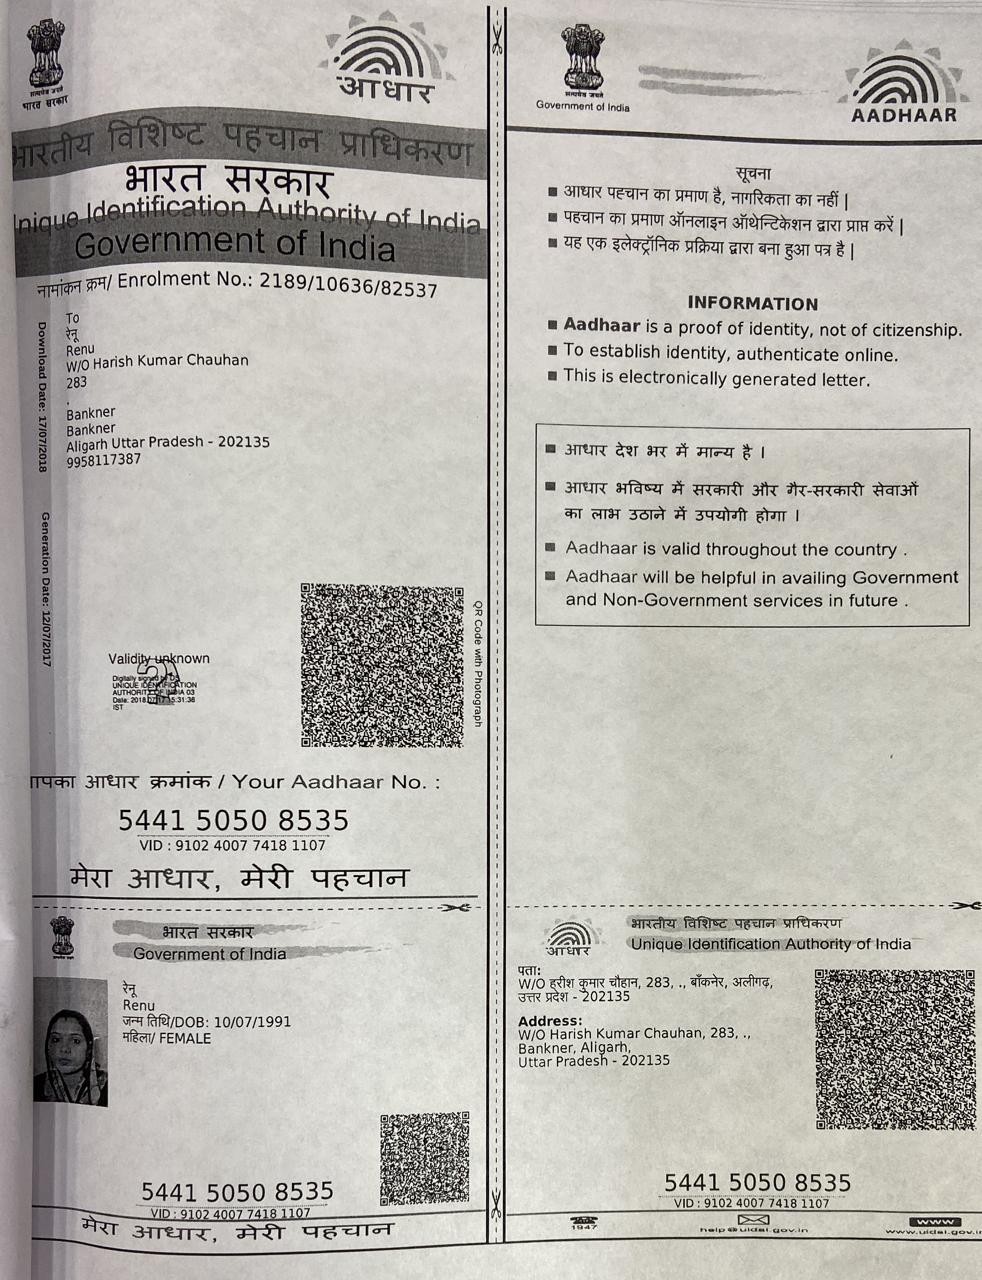 सत्यमेव जयते
भारत सरकार
आधार
भारतीय विशिष्ट पहचान प्राधिकरण
भारत सरकार
Unique Identification Authority of India
Government of India
नामांकन क्रम/ Enrolment No.: 2189/10636/82537
To
रेनू
Renu
W/O Harish Kumar Chauhan
283
.
Bankner
Bankner
Aligarh Uttar Pradesh - 202135
9958117387
Download Date: 17/07/2018
Generation Date: 12/07/2017
Validity unknown
Digitally signed by DS
UNIQUE IDENTIFICATION
AUTHORITY OF INDIA 03
Date: 2018.07.17 15:31:36
IST
QR Code with Photograph
आपका आधार क्रमांक / Your Aadhaar No. :
5441 5050 8535
VID : 9102 4007 7418 1107
मेरा आधार, मेरी पहचान
भारत सरकार
Government of India
रेनू
Renu
जन्म तिथि/DOB: 10/07/1991
महिला/ FEMALE
5441 5050 8535
VID : 9102 4007 7418 1107
मेरा आधार, मेरी पहचान
सत्यमेव जयते
Government of India
AADHAAR
सूचना
■ आधार पहचान का प्रमाण है, नागरिकता का नहीं |
■ पहचान का प्रमाण ऑनलाइन ऑथेन्टिकेशन द्वारा प्राप्त करें |
■ यह एक इलेक्ट्रॉनिक प्रक्रिया द्वारा बना हुआ पत्र है |
INFORMATION
■ Aadhaar is a proof of identity, not of citizenship.
■ To establish identity, authenticate online.
■ This is electronically generated letter.
■ आधार देश भर में मान्य है ।
■ आधार भविष्य में सरकारी और गैर-सरकारी सेवाओं
का लाभ उठाने में उपयोगी होगा ।
■ Aadhaar is valid throughout the country .
■ Aadhaar will be helpful in availing Government
and Non-Government services in future .
आधार
भारतीय विशिष्ट पहचान प्राधिकरण
Unique Identification Authority of India
पता:
W/O हरीश कुमार चौहान, 283, ., बाँकनेर, अलीगढ़,
उत्तर प्रदेश - 202135
Address:
W/O Harish Kumar Chauhan, 283, .,
Bankner, Aligarh,
Uttar Pradesh - 202135
5441 5050 8535
VID : 9102 4007 7418 1107
1947
help@uidai.gov.in
www
www.uidai.gov.in